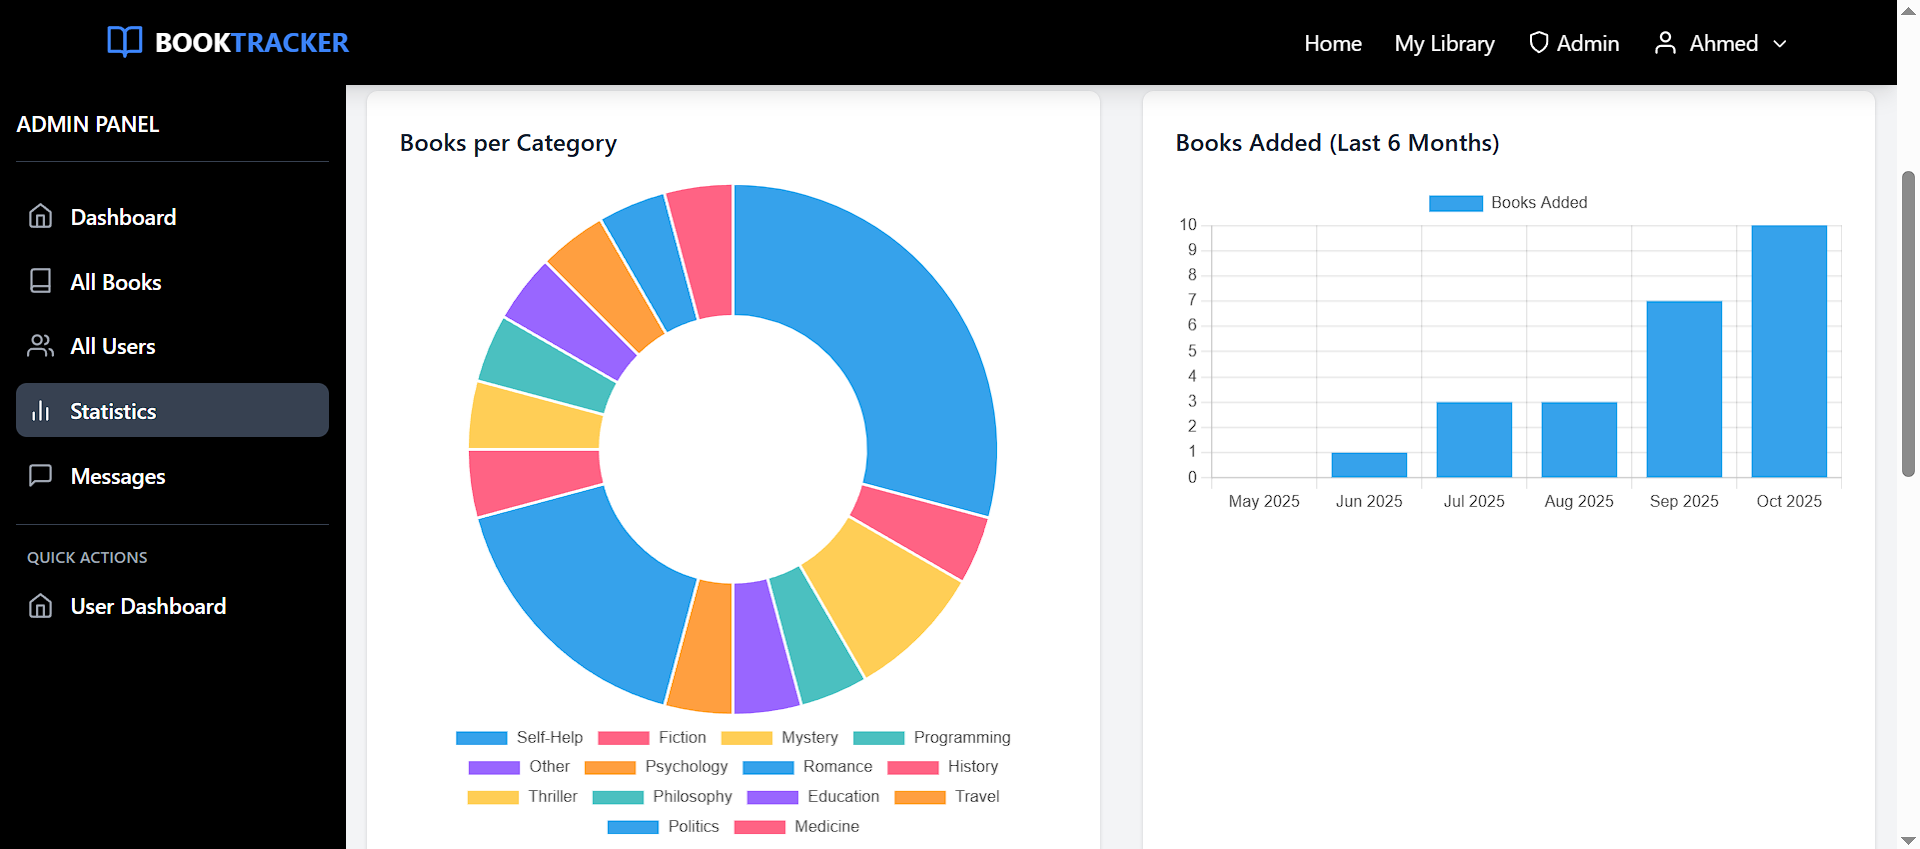 BOOKTRACKER
Home My Library Admin Ahmed
ADMIN PANEL
Dashboard
All Books
All Users
Statistics
Messages
QUICK ACTIONS
User Dashboard
Books per Category
Self-Help Fiction Mystery Programming
Other Psychology Romance History
Thriller Philosophy Education Travel
Politics Medicine
Books Added (Last 6 Months)
Books Added
10
9
8
7
6
5
4
3
2
1
0
May 2025 Jun 2025 Jul 2025 Aug 2025 Sep 2025 Oct 2025